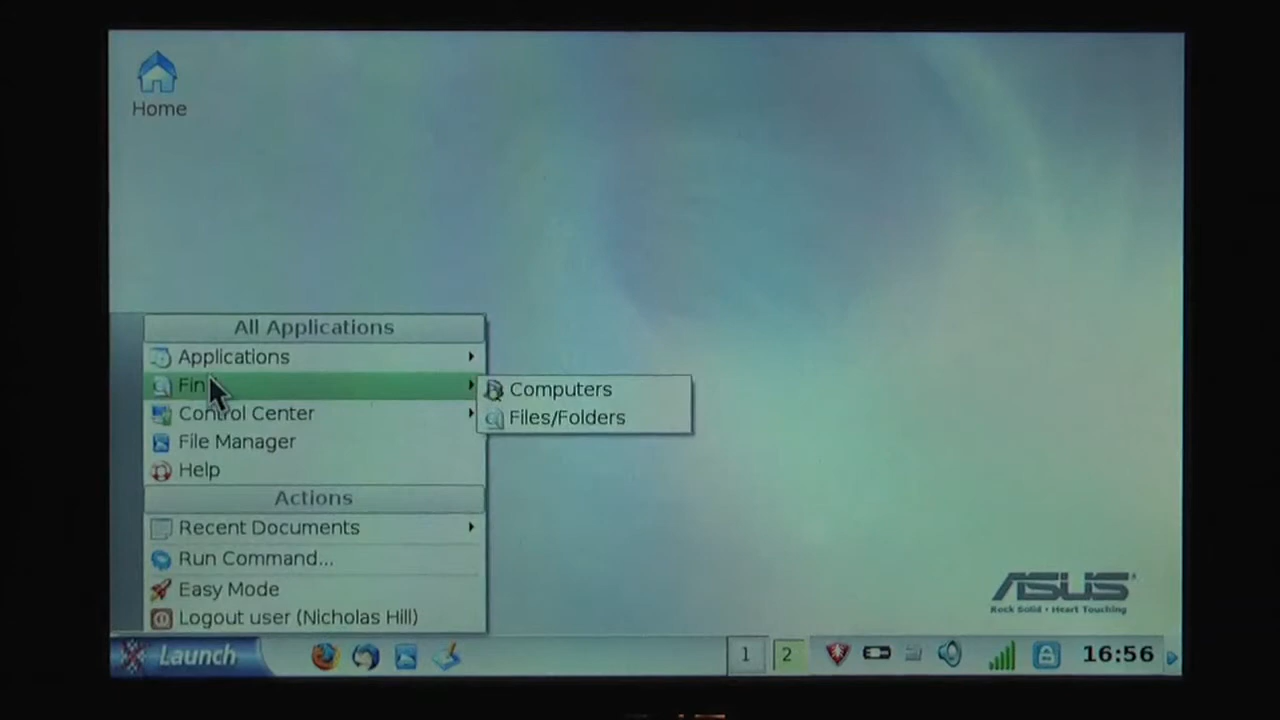 Home
All Applications
Applications
Fin
Computers
Control Center
Files/Folders
File Manager
Help
Actions
Recent Documents
Run Command...
Easy Mode
Logout user (Nicholas Hill)
ASUS
Rock Solid • Heart Touching
Launch
1
2
16:56